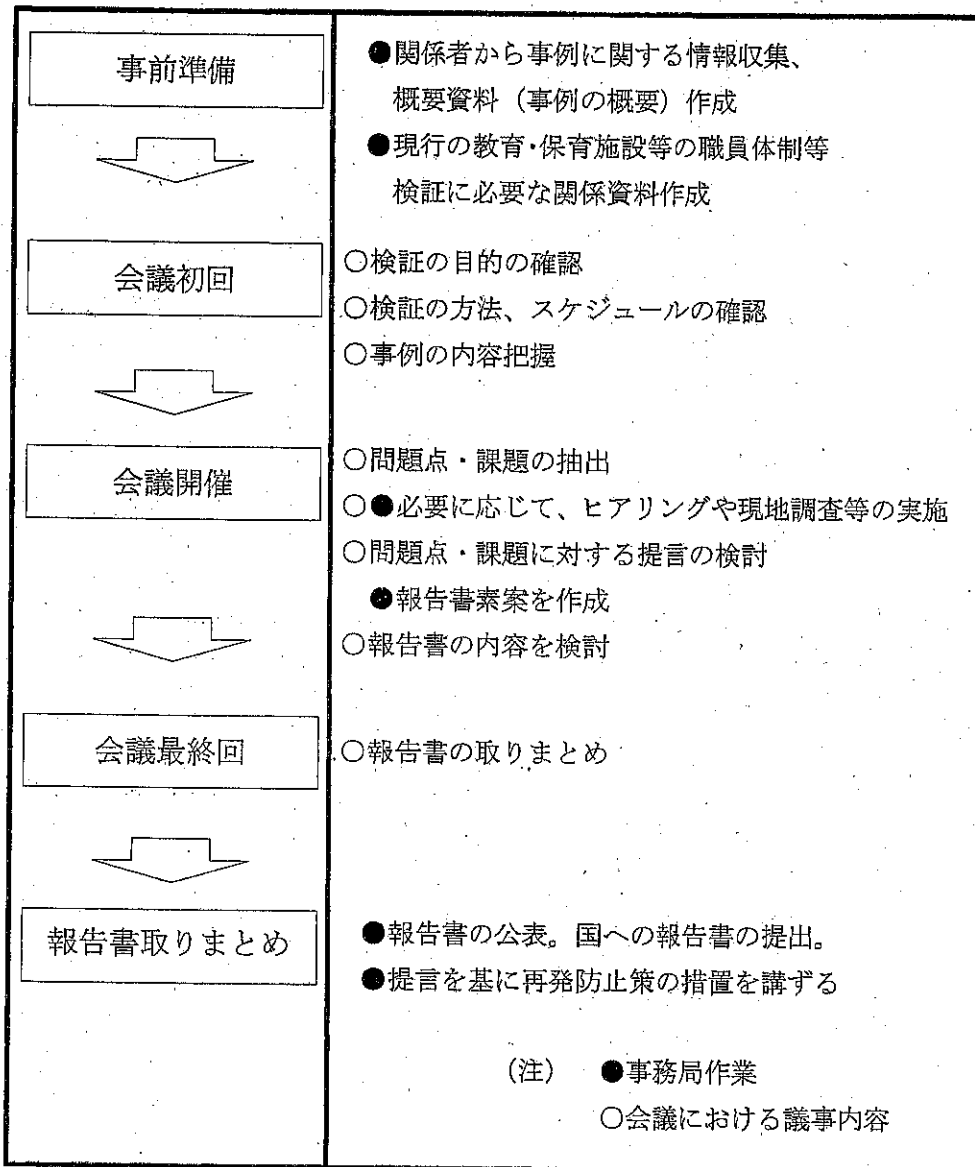 事前準備
●関係者から事例に関する情報収集、
概要資料（事例の概要）作成
●現行の教育・保育施設等の職員体制等
検証に必要な関係資料作成
会議初回
○検証の目的の確認
○検証の方法、スケジュールの確認
○事例の内容把握
会議開催
○問題点・課題の抽出
○●必要に応じて、ヒアリングや現地調査等の実施
○問題点・課題に対する提言の検討
●報告書素案を作成
○報告書の内容を検討
会議最終回
○報告書の取りまとめ
報告書取りまとめ
●報告書の公表。国への報告書の提出。
●提言を基に再発防止策の措置を講ずる
（注）　●事務局作業
○会議における議事内容